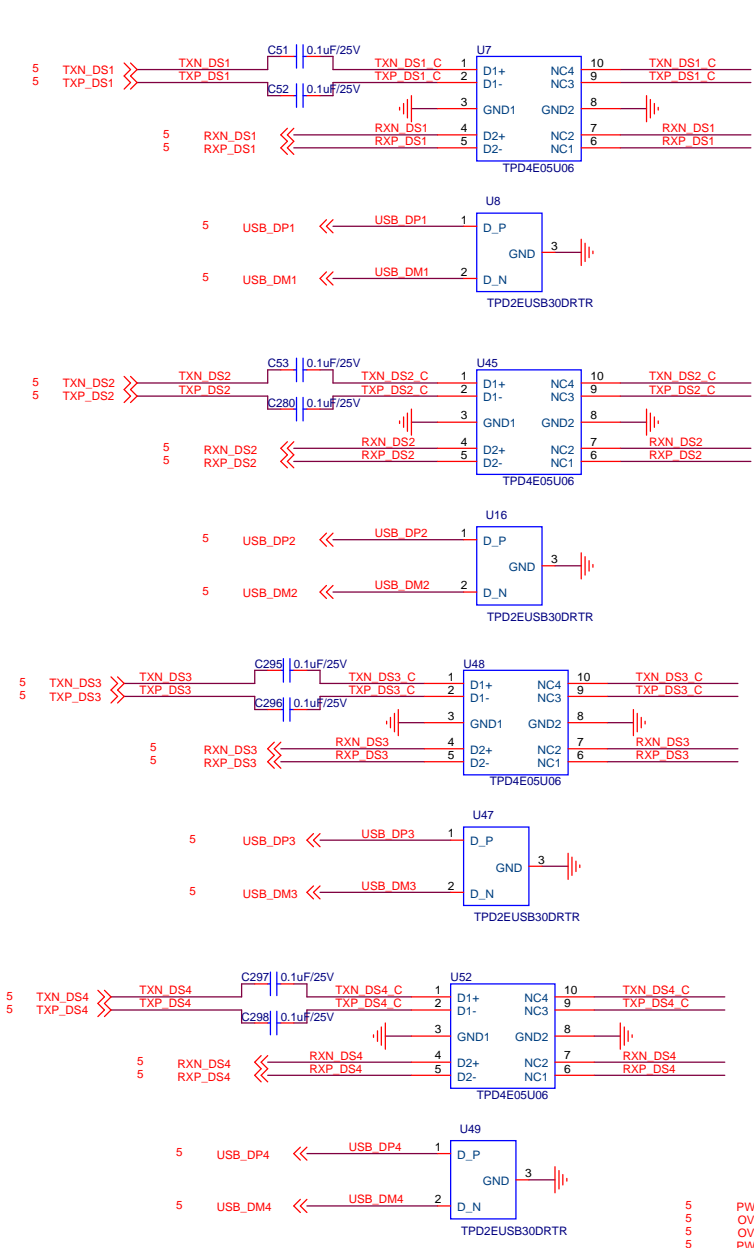 C51 0.1uF/25V U7
5 TXN_DS1 TXN_DS1 TXN_DS1_C 1 D1+ NC4 10 TXN_DS1_C
5 TXP_DS1 TXP_DS1 TXP_DS1_C 2 D1- NC3 9 TXP_DS1_C
C52 0.1uF/25V
3 GND1 GND2 8
5 RXN_DS1 RXN_DS1 4 D2+ NC2 7 RXN_DS1
5 RXP_DS1 RXP_DS1 5 D2- NC1 6 RXP_DS1
TPD4E05U06
U8
5 USB_DP1 USB_DP1 1 D_P
GND 3
5 USB_DM1 USB_DM1 2 D_N
TPD2EUSB30DRTR
C53 0.1uF/25V U45
5 TXN_DS2 TXN_DS2 TXN_DS2_C 1 D1+ NC4 10 TXN_DS2_C
5 TXP_DS2 TXP_DS2 TXP_DS2_C 2 D1- NC3 9 TXP_DS2_C
C280 0.1uF/25V
3 GND1 GND2 8
5 RXN_DS2 RXN_DS2 4 D2+ NC2 7 RXN_DS2
5 RXP_DS2 RXP_DS2 5 D2- NC1 6 RXP_DS2
TPD4E05U06
U16
5 USB_DP2 USB_DP2 1 D_P
GND 3
5 USB_DM2 USB_DM2 2 D_N
TPD2EUSB30DRTR
C295 0.1uF/25V U48
5 TXN_DS3 TXN_DS3 TXN_DS3_C 1 D1+ NC4 10 TXN_DS3_C
5 TXP_DS3 TXP_DS3 TXP_DS3_C 2 D1- NC3 9 TXP_DS3_C
C296 0.1uF/25V
3 GND1 GND2 8
5 RXN_DS3 RXN_DS3 4 D2+ NC2 7 RXN_DS3
5 RXP_DS3 RXP_DS3 5 D2- NC1 6 RXP_DS3
TPD4E05U06
U47
5 USB_DP3 USB_DP3 1 D_P
GND 3
5 USB_DM3 USB_DM3 2 D_N
TPD2EUSB30DRTR
C297 0.1uF/25V U52
5 TXN_DS4 TXN_DS4 TXN_DS4_C 1 D1+ NC4 10 TXN_DS4_C
5 TXP_DS4 TXP_DS4 TXP_DS4_C 2 D1- NC3 9 TXP_DS4_C
C298 0.1uF/25V
3 GND1 GND2 8
5 RXN_DS4 RXN_DS4 4 D2+ NC2 7 RXN_DS4
5 RXP_DS4 RXP_DS4 5 D2- NC1 6 RXP_DS4
TPD4E05U06
U49
5 USB_DP4 USB_DP4 1 D_P
GND 3
5 USB_DM4 USB_DM4 2 D_N
TPD2EUSB30DRTR
5
5
5
5